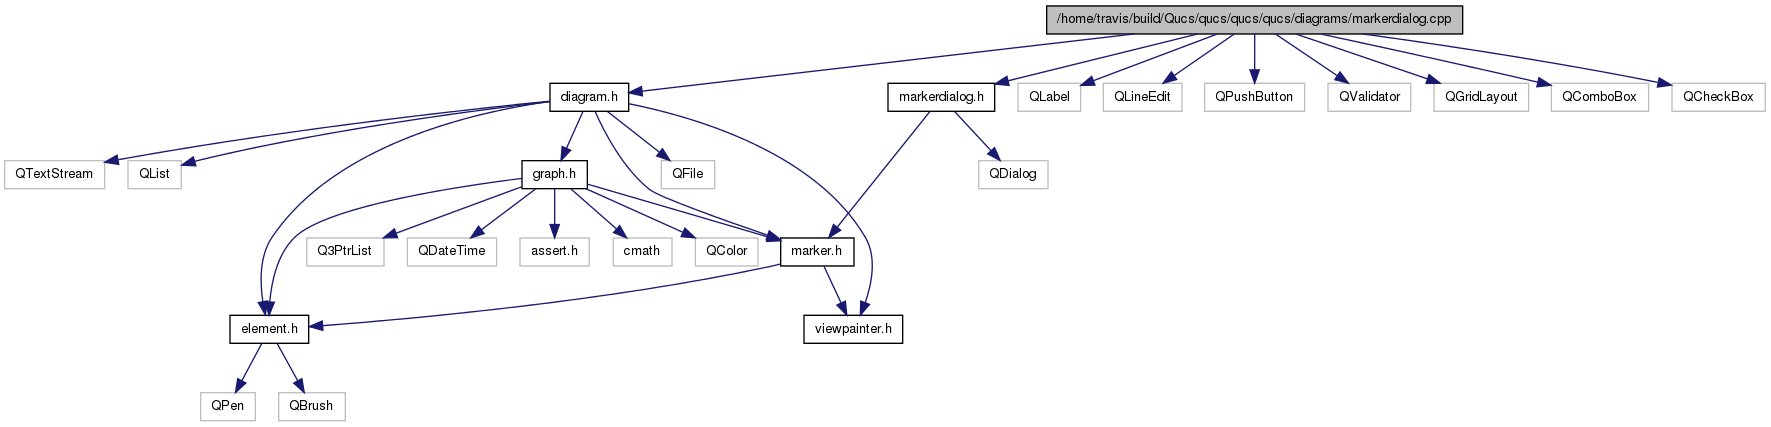 /home/travis/build/Qucs/qucs/qucs/qucs/diagrams/markerdialog.cpp
diagram.h
markerdialog.h
QLabel
QLineEdit
QPushButton
QValidator
QGridLayout
QComboBox
QCheckBox
QTextStream
QList
graph.h
QFile
QDialog
Q3PtrList
QDateTime
assert.h
cmath
QColor
marker.h
element.h
viewpainter.h
QPen
QBrush